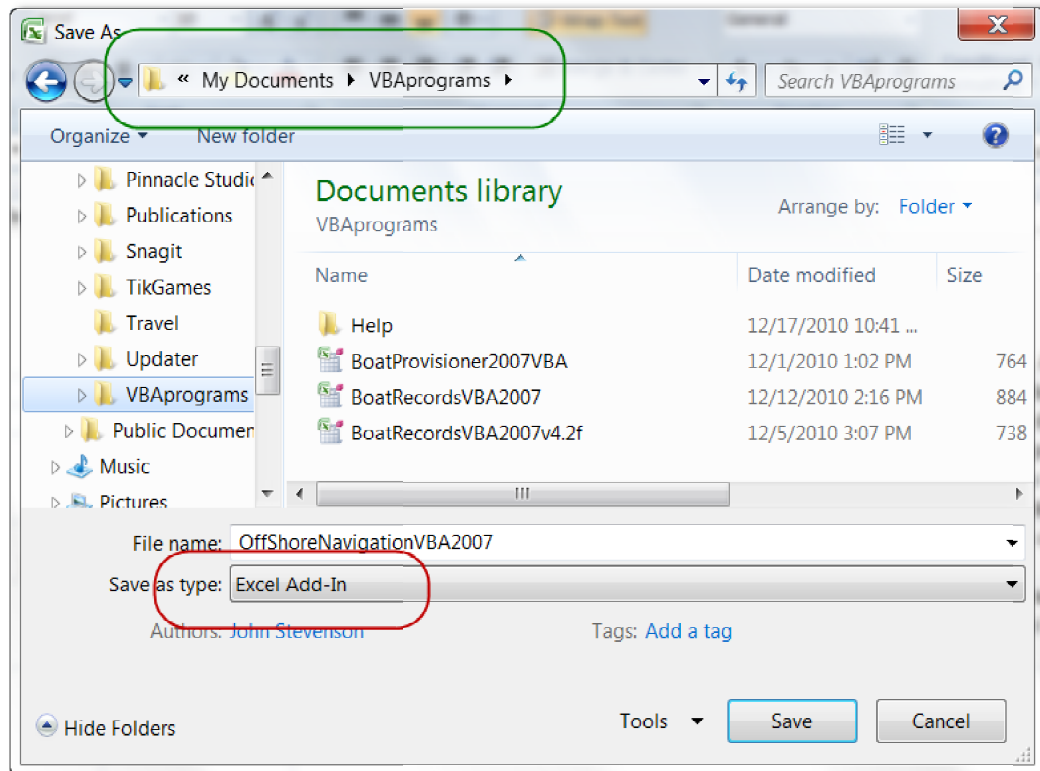 Save As
« My Documents VBAprograms
Search VBAprograms
Organize New folder
Pinnacle Studio
Publications
Snagit
TikGames
Travel
Updater
VBAprograms
Public Documen
Music
Pictures
Documents library
VBAprograms
Arrange by: Folder
Name Date modified Size
Help 12/17/2010 10:41 ...
BoatProvisioner2007VBA 12/1/2010 1:02 PM 764
BoatRecordsVBA2007 12/12/2010 2:16 PM 884
BoatRecordsVBA2007v4.2f 12/5/2010 3:07 PM 738
File name: OffShoreNavigationVBA2007
Save as type: Excel Add-In
Authors: John Stevenson Tags: Add a tag
Hide Folders Tools Save Cancel